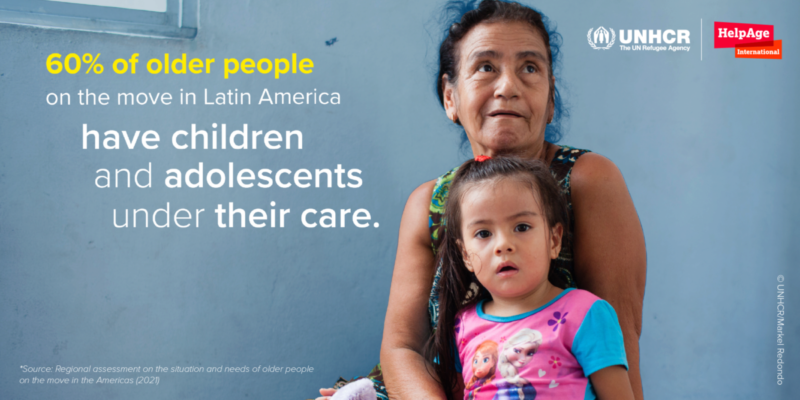 60% of older people
on the move in Latin America
have children
and adolescents
under their care.
UNHCR
The UN Refugee Agency
HelpAge
International
© UNHCR/Markel Redondo
*Source: Regional assessment on the situation and needs of older people
on the move in the Americas (2021)